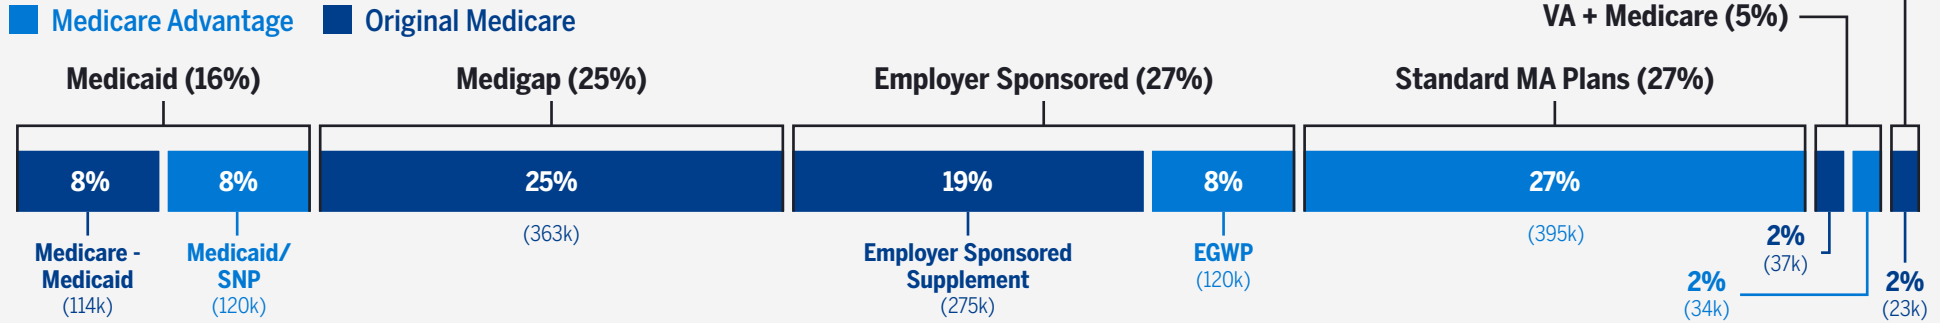 Medicare Advantage
Original Medicare
VA + Medicare (5%)
Medicaid (16%)
Medigap (25%)
Employer Sponsored (27%)
Standard MA Plans (27%)
8%
8%
25%
19%
8%
27%
Medicare -
Medicaid
(114k)
Medicaid/
SNP
(120k)
(363k)
Employer Sponsored
Supplement
(275k)
EGWP
(120k)
(395k)
2%
(37k)
2%
(34k)
2%
(23k)